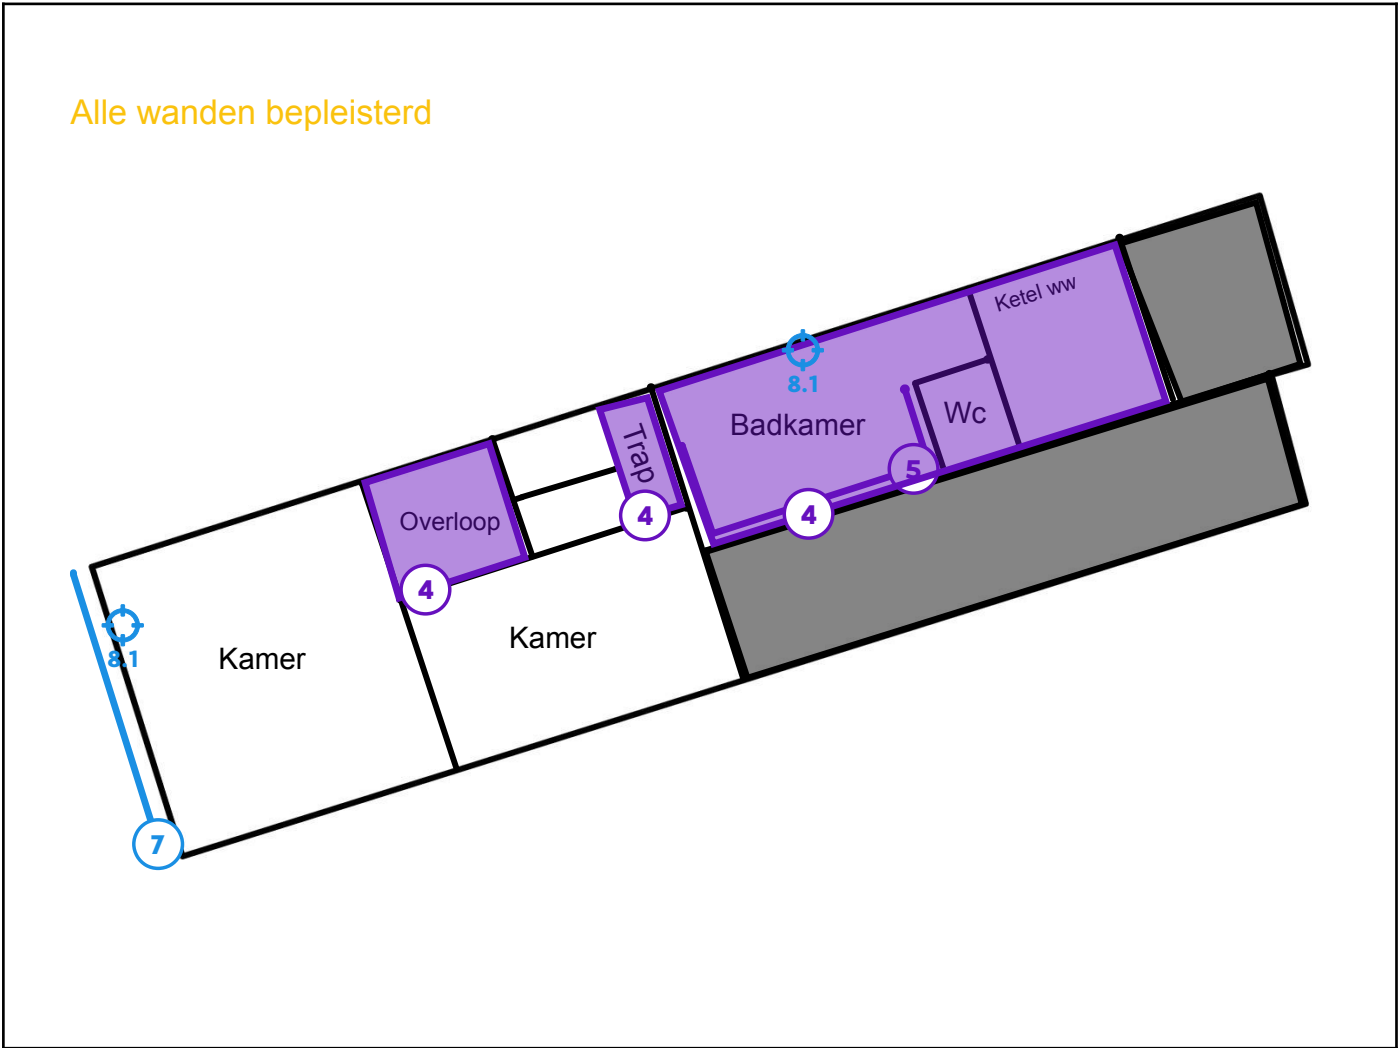 Alle wanden bepleisterd
Ketel ww
8.1
Badkamer
Wc
Trap
5
4
4
Overloop
4
8.1
Kamer
Kamer
7